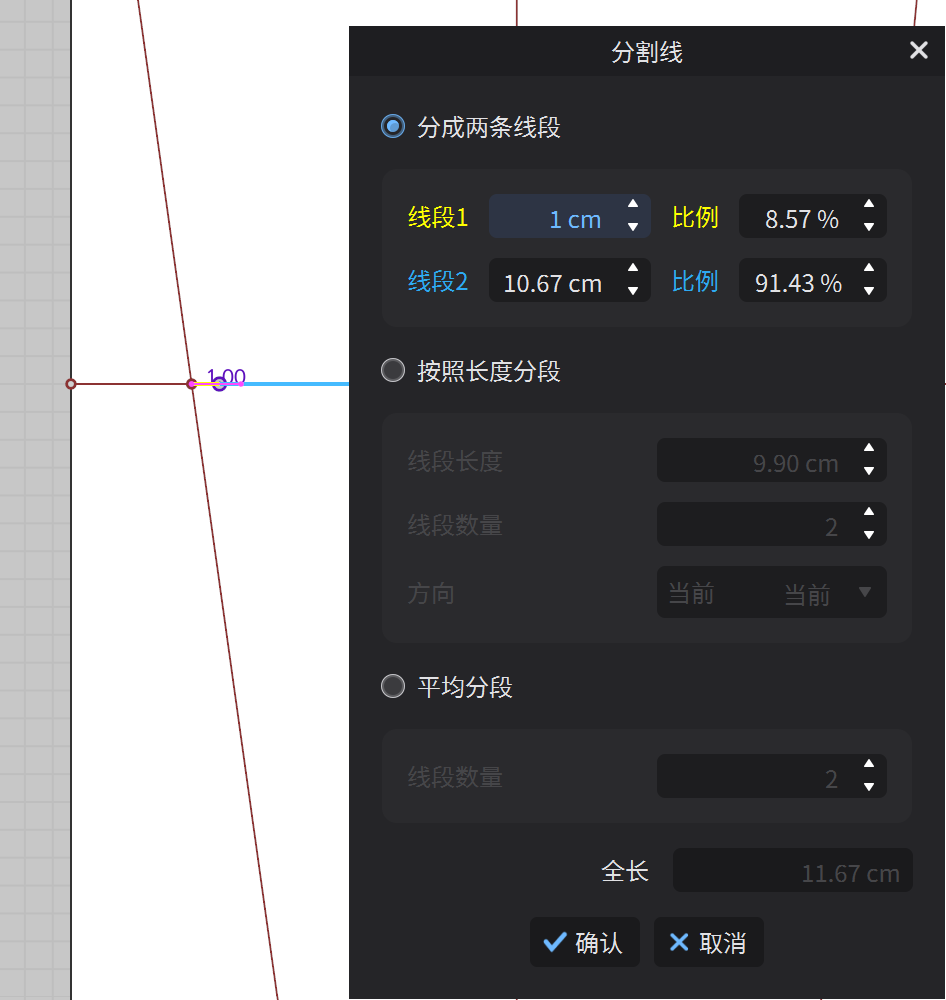 分割线
分成两条线段
线段1 1 cm 比例 8.57 %
线段2 10.67 cm 比例 91.43 %
1.00
按照长度分段
线段长度 9.90 cm
线段数量 2
方向 当前 当前
平均分段
线段数量 2
全长 11.67 cm
确认 取消